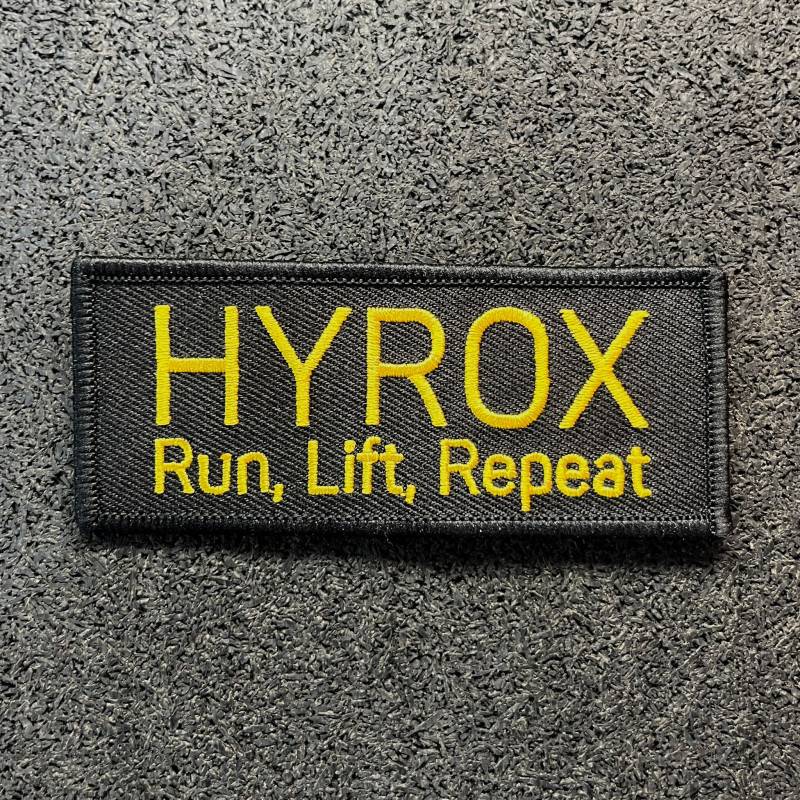 HYROX
Run, Lift, Repeat